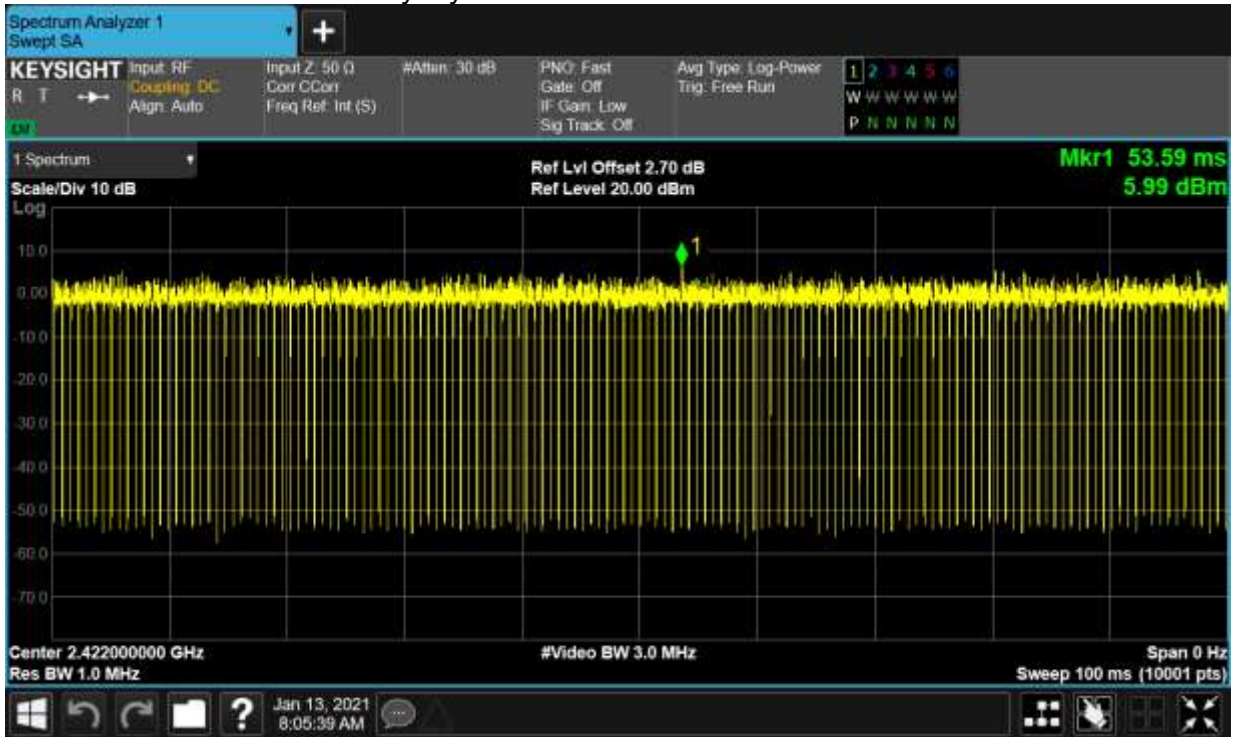 Spectrum Analyzer 1
Swept SA
+
KEYSIGHT Input: RF Input Z: 50 Ω #Atten: 30 dB PNO: Fast Avg Type: Log-Power 1 2 3 4 5 6
R T Coupling: DC Corr CCorr Gate: Off Trig: Free Run W W W W W W
Align: Auto Freq Ref: Int (S) IF Gain: Low
Sig Track: Off P N N N N N
1 Spectrum Ref Lvl Offset 2.70 dB Mkr1 53.59 ms
Scale/Div 10 dB Ref Level 20.00 dBm 5.99 dBm
Log
10.0
1
0.00
-10.0
-20.0
-30.0
-40.0
-50.0
-60.0
-70.0
Center 2.422000000 GHz #Video BW 3.0 MHz Span 0 Hz
Res BW 1.0 MHz Sweep 100 ms (10001 pts)
? Jan 13, 2021
8:05:39 AM